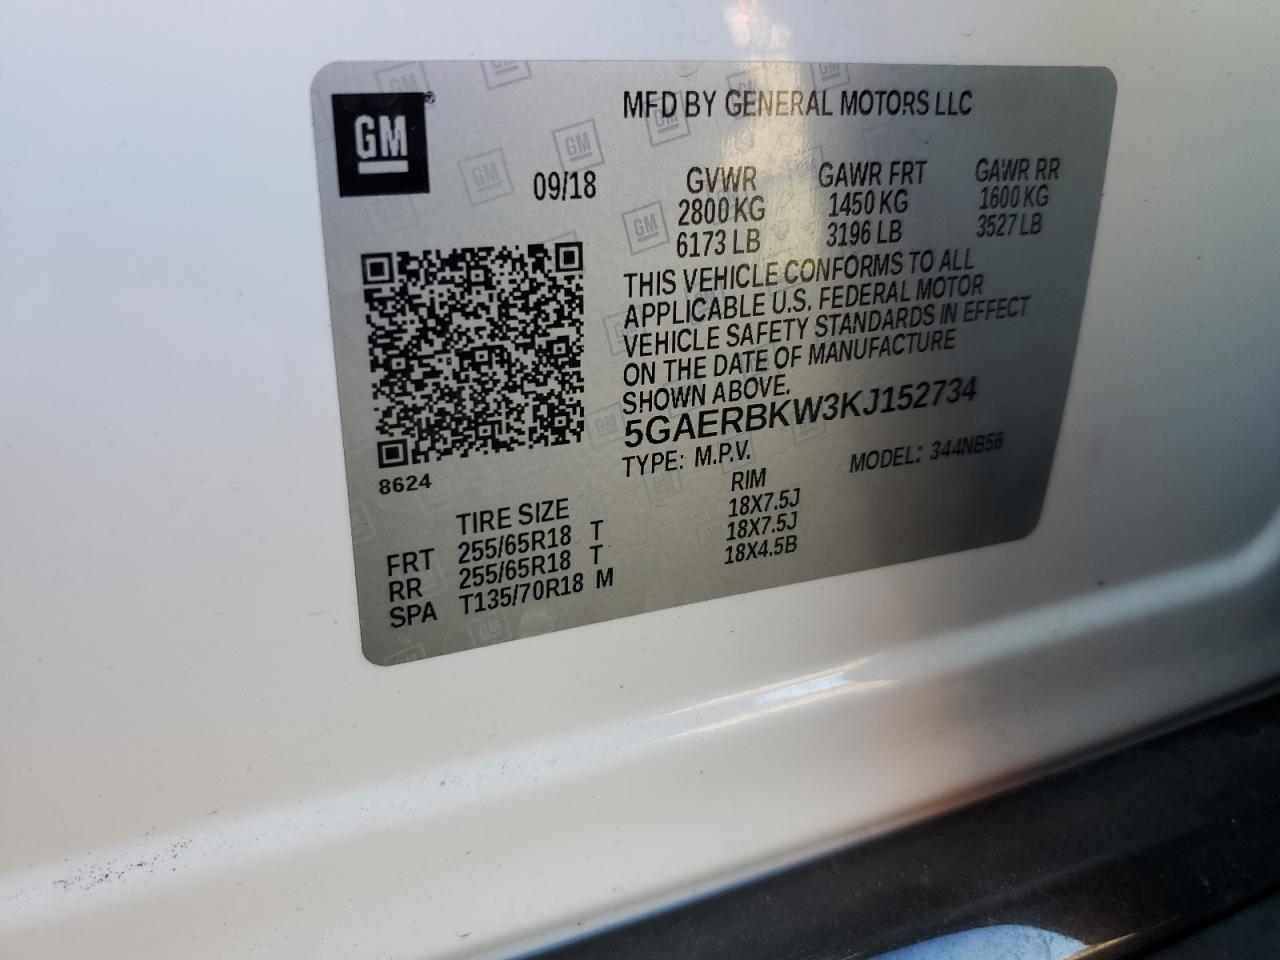 GM
MFD BY GENERAL MOTORS LLC
09/18
GVWR GAWR FRT GAWR RR
2800 KG 1450 KG 1600 KG
6173 LB 3196 LB 3527 LB
THIS VEHICLE CONFORMS TO ALL
APPLICABLE U.S. FEDERAL MOTOR
VEHICLE SAFETY STANDARDS IN EFFECT
ON THE DATE OF MANUFACTURE
SHOWN ABOVE.
5GAERBKW3KJ152734
TYPE: M.P.V. MODEL: 344NB56
8624
TIRE SIZE RIM
FRT 255/65R18 T 18X7.5J
RR 255/65R18 T 18X7.5J
SPA T135/70R18 M 18X4.5B